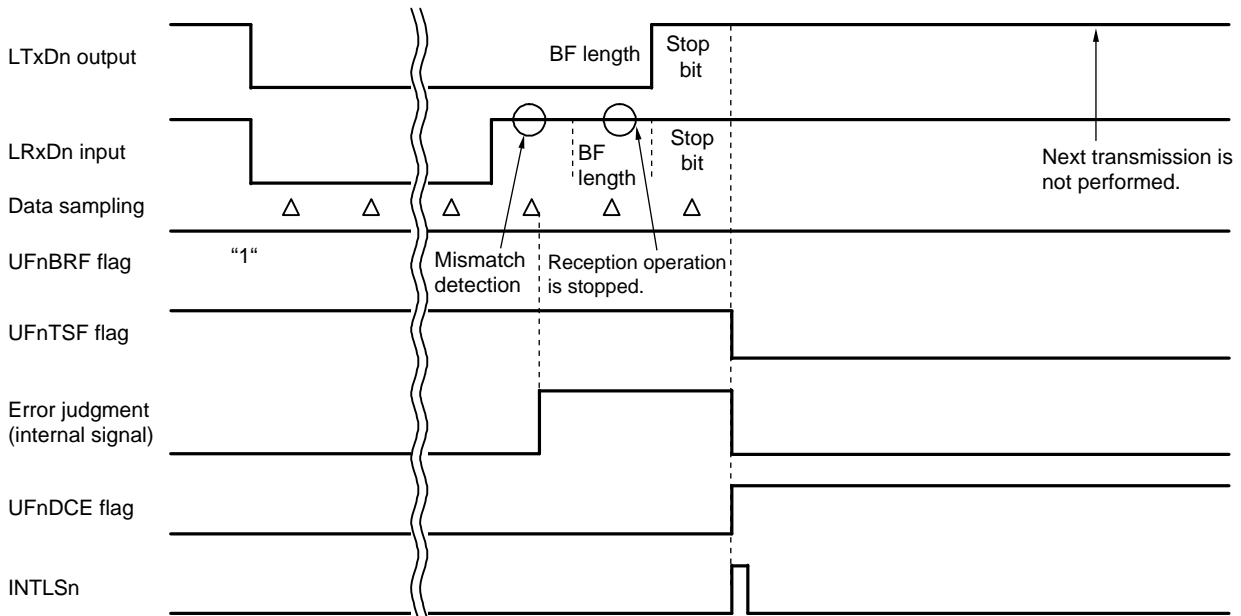 LTxDn output
BF length
Stop
bit
LRxDn input
BF
length
Stop
bit
Next transmission is
not performed.
Data sampling
UFnBRF flag
“1“
Mismatch
detection
Reception operation
is stopped.
UFnTSF flag
Error judgment
(internal signal)
UFnDCE flag
INTLSn